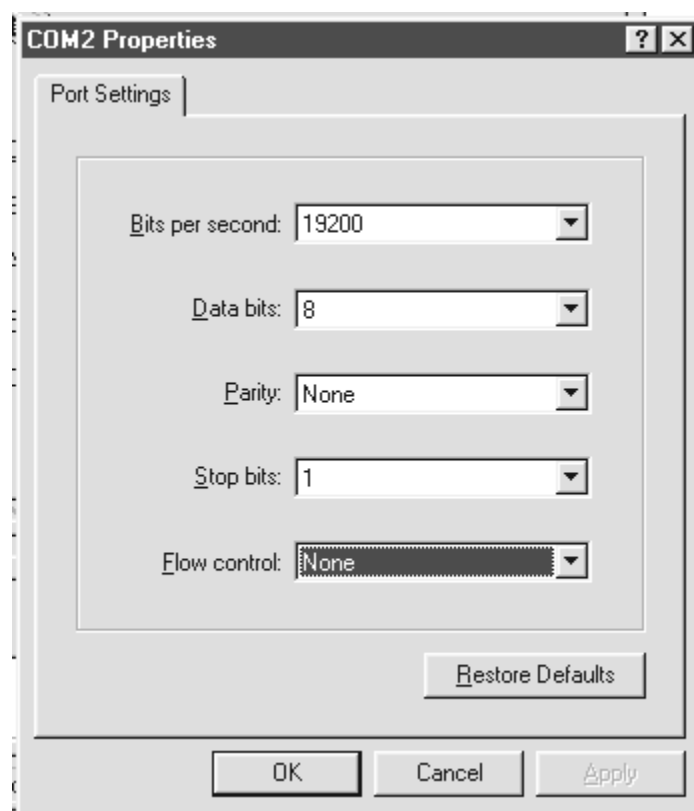 COM2 Properties
Port Settings
Bits per second: 19200
Data bits: 8
Parity: None
Stop bits: 1
Flow control: None
Restore Defaults
OK Cancel Apply